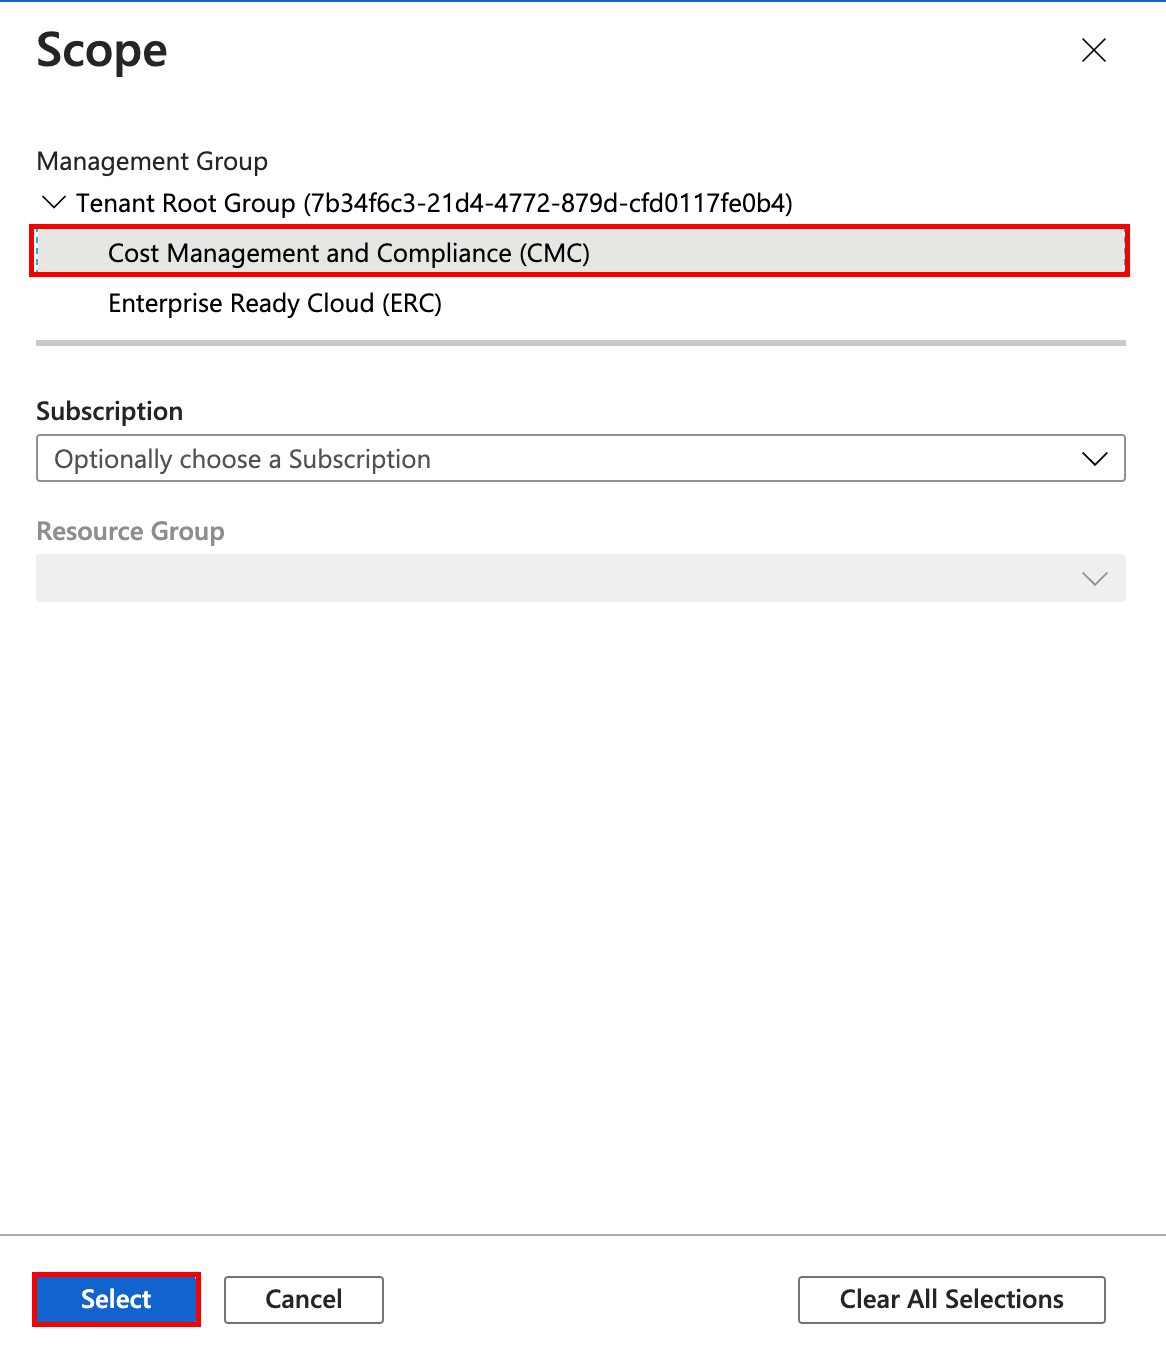 Scope
Management Group
Tenant Root Group (7b34f6c3-21d4-4772-879d-cfd0117fe0b4)
Cost Management and Compliance (CMC)
Enterprise Ready Cloud (ERC)
Subscription
Optionally choose a Subscription
Resource Group
Select Cancel Clear All Selections